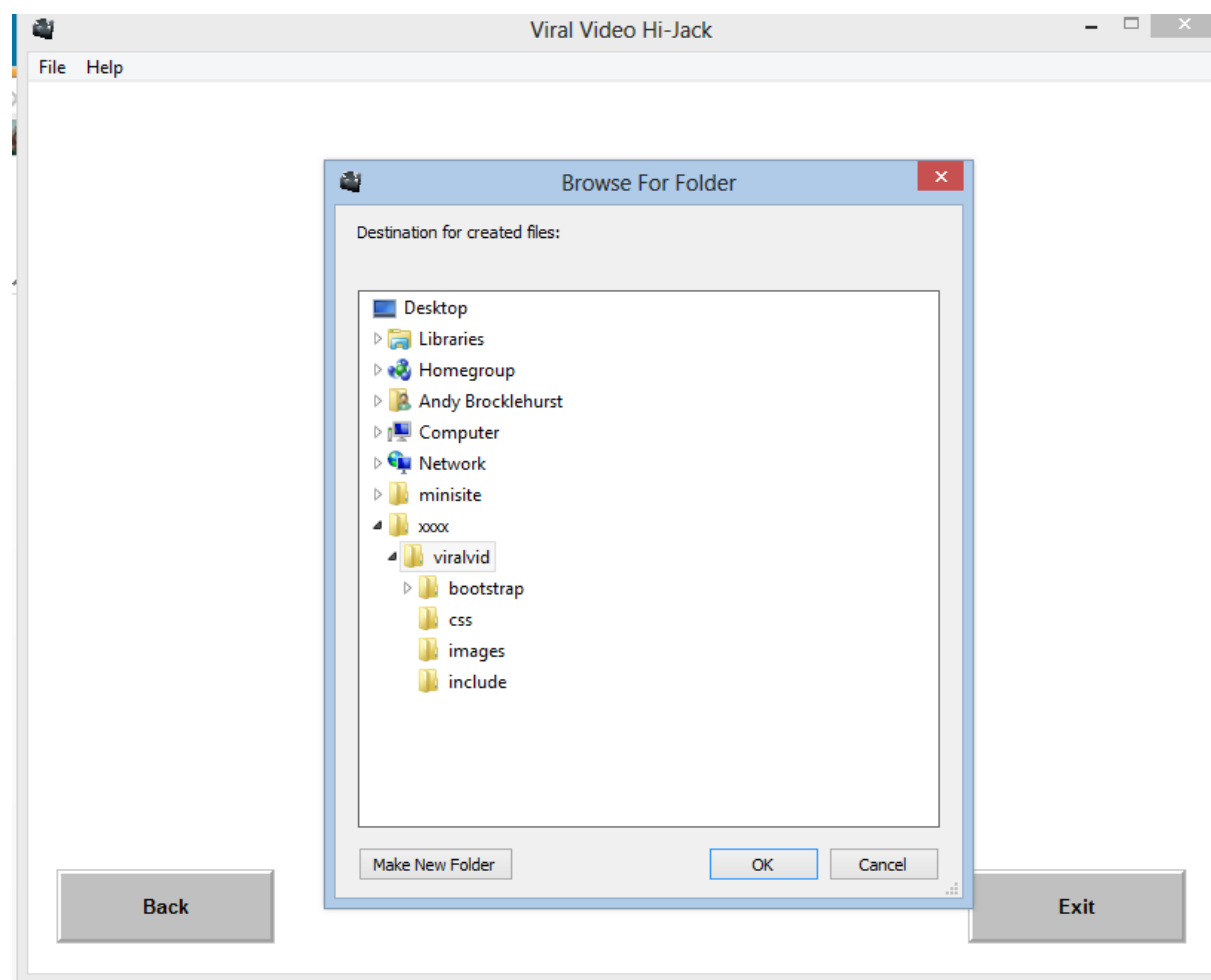 Viral Video Hi-Jack
File Help
Browse For Folder
Destination for created files:
Desktop
Libraries
Homegroup
Andy Brocklehurst
Computer
Network
minisite
xxxx
viralvid
bootstrap
css
images
include
Make New Folder OK Cancel
Back Exit